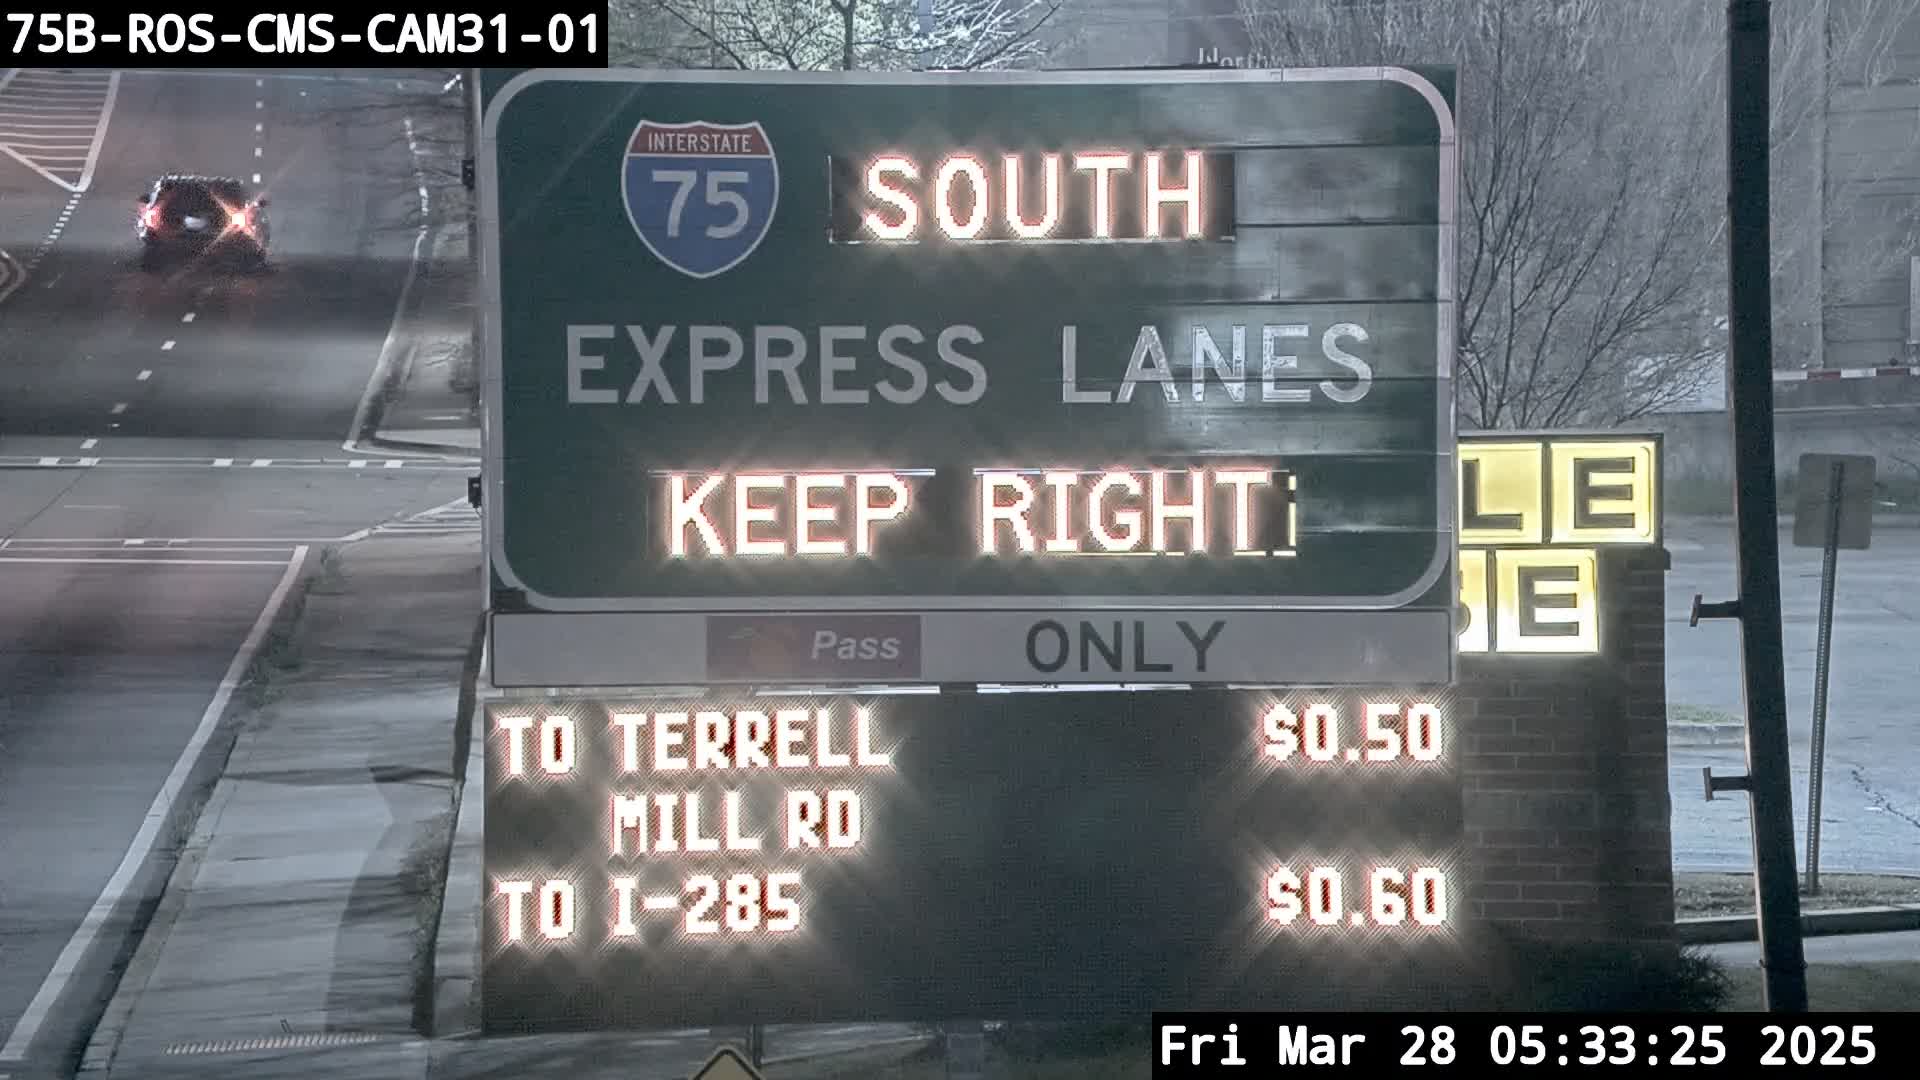 75B-ROS-CMS-CAM31-01
INTERSTATE
75
SOUTH
EXPRESS LANES
KEEP RIGHT
Pass ONLY
TO TERRELL $0.50
MILL RD
TO I-285 $0.60
LE
E
Fri Mar 28 05:33:25 2025